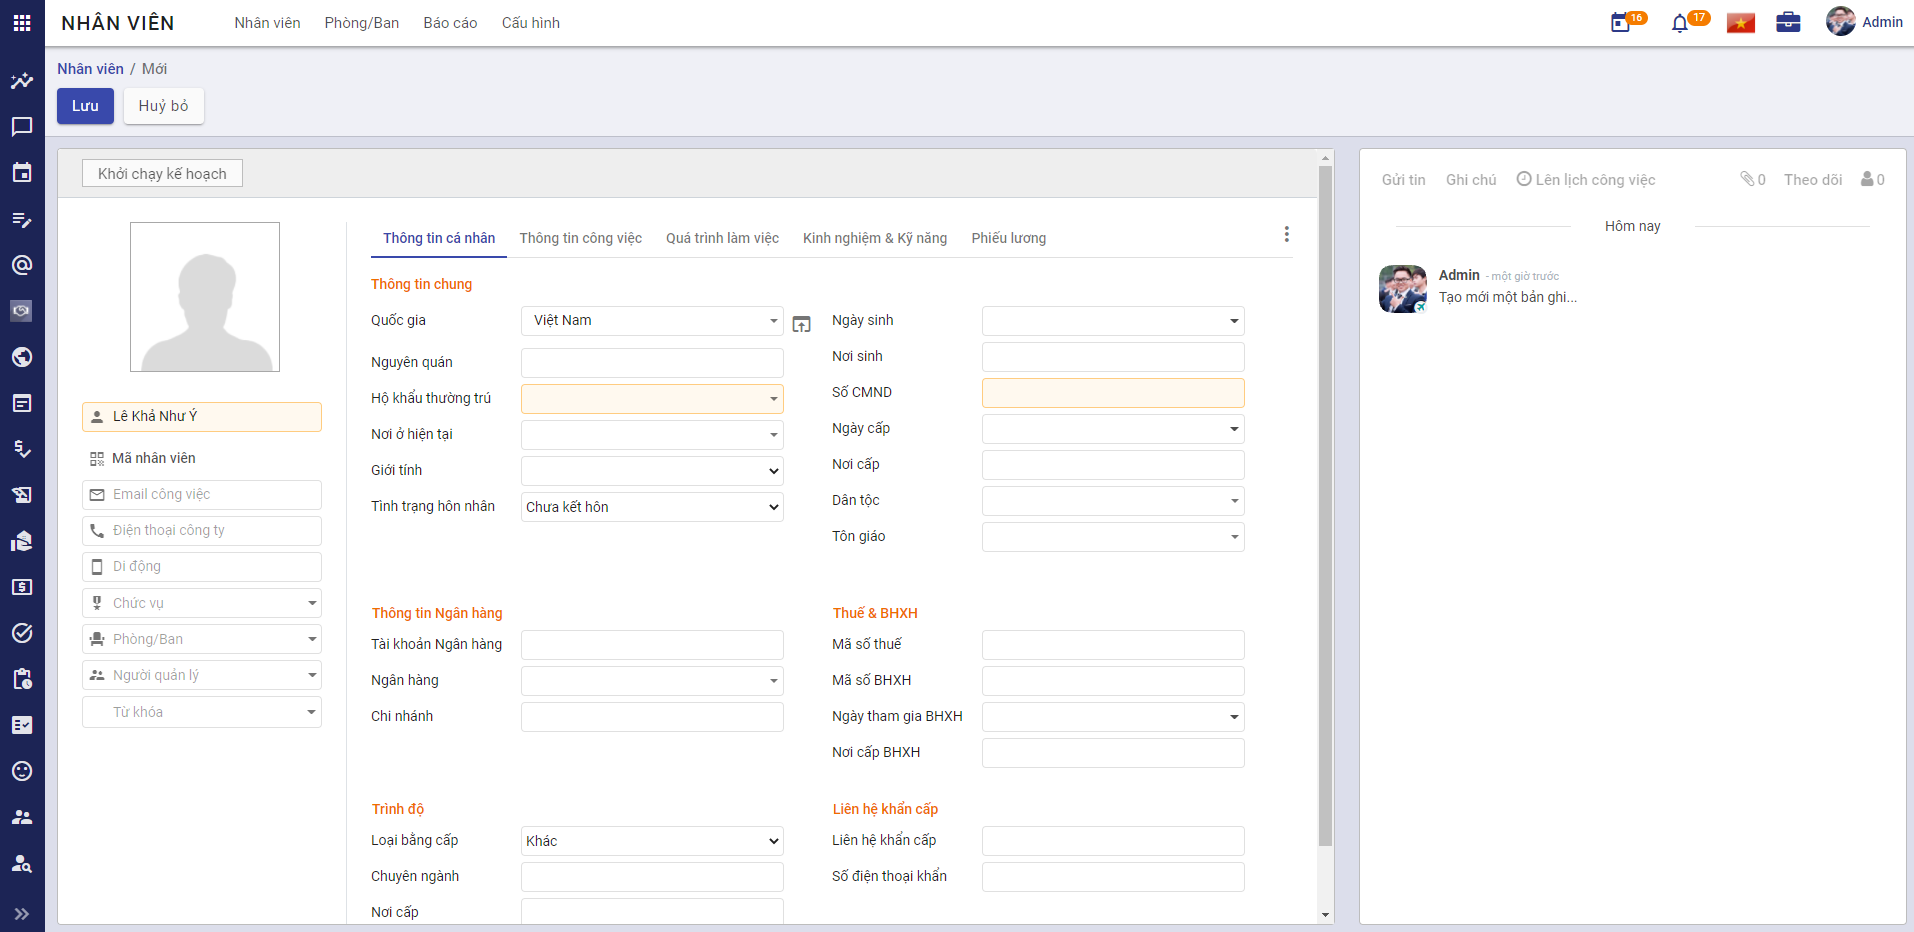 NHÂN VIÊN Nhân viên Phòng/Ban Báo cáo Cấu hình 16 17 Admin
Nhân viên / Mới
Lưu Huỷ bỏ
Khởi chạy kế hoạch
Lê Khả Như Ý
Mã nhân viên
Email công việc
Điện thoại công ty
Di động
Chức vụ
Phòng/Ban
Người quản lý
Từ khóa
Thông tin cá nhân Thông tin công việc Quá trình làm việc Kinh nghiệm & Kỹ năng Phiếu lương
Thông tin chung
Quốc gia Việt Nam
Nguyên quán
Hộ khẩu thường trú
Nơi ở hiện tại
Giới tính
Tình trạng hôn nhân Chưa kết hôn
Ngày sinh
Nơi sinh
Số CMND
Ngày cấp
Nơi cấp
Dân tộc
Tôn giáo
Thông tin Ngân hàng
Tài khoản Ngân hàng
Ngân hàng
Chi nhánh
Thuế & BHXH
Mã số thuế
Mã số BHXH
Ngày tham gia BHXH
Nơi cấp BHXH
Trình độ
Loại bằng cấp Khác
Chuyên ngành
Nơi cấp
Liên hệ khẩn cấp
Liên hệ khẩn cấp
Số điện thoại khẩn
Gửi tin Ghi chú Lên lịch công việc 0 Theo dõi 0
Hôm nay
Admin - một giờ trước
Tạo mới một bản ghi...